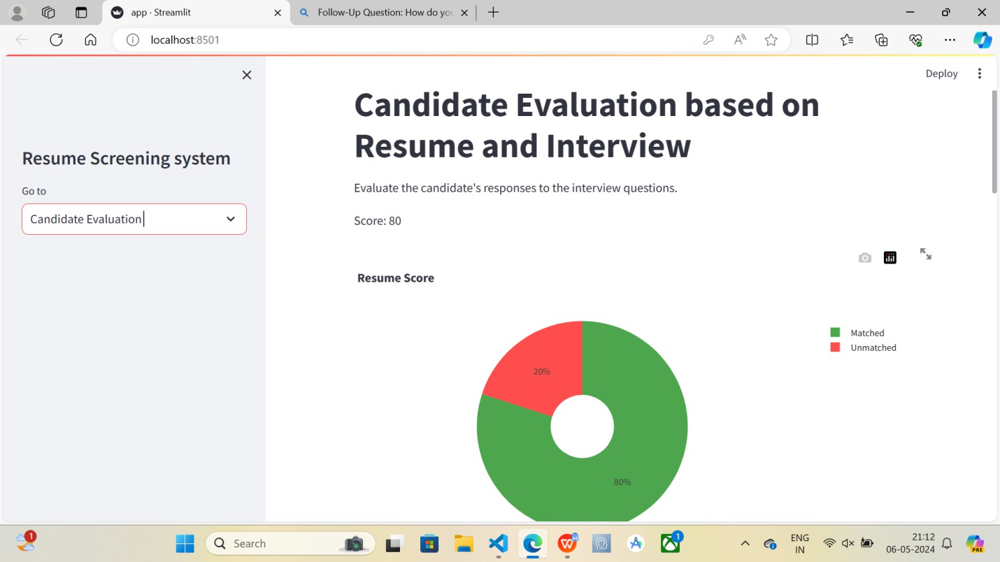 app · Streamlit
Follow-Up Question: How do you
localhost:8501
Deploy
Resume Screening system
Go to
Candidate Evaluation
Candidate Evaluation based on
Resume and Interview
Evaluate the candidate's responses to the interview questions.
Score: 80
Resume Score
Matched
Unmatched
20%
80%
1
Search
1
ENG
IN
21:12
06-05-2024
PRE